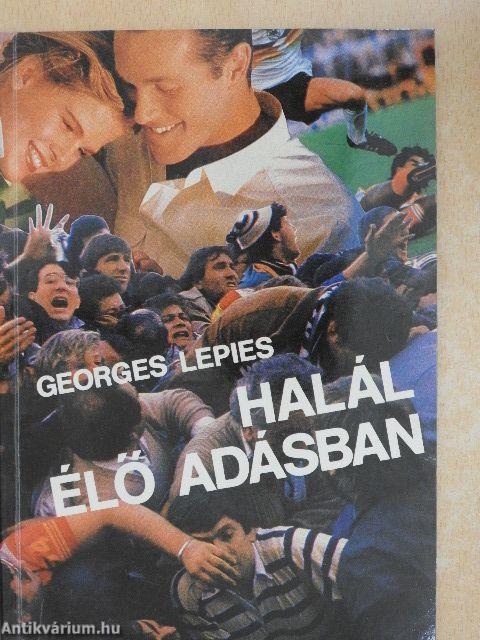 GEORGES LEPIES
HALÁL
ÉLŐ ADÁSBAN
Antikvárium.hu